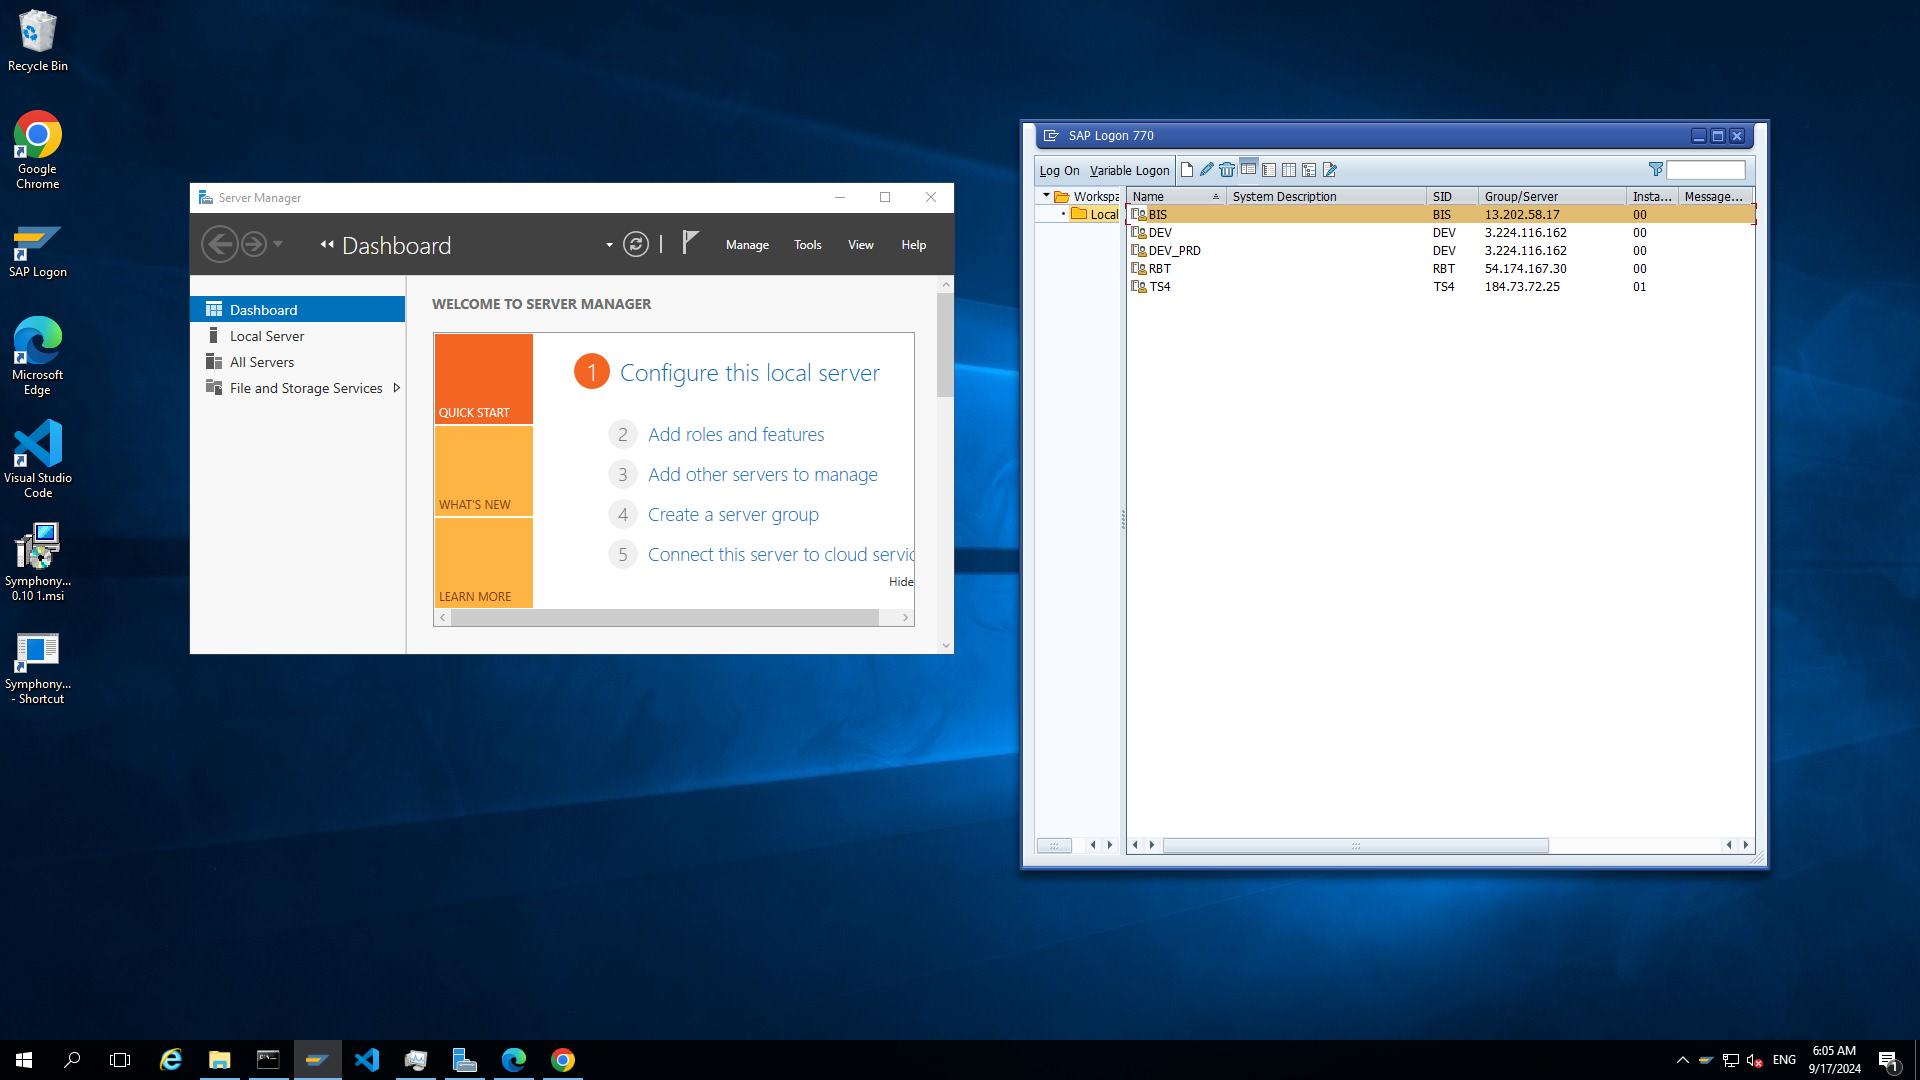 Recycle Bin
Google
Chrome
SAP Logon
Microsoft
Edge
Visual Studio
Code
Symphony...
0.10 1.msi
Symphony...
- Shortcut
Server Manager
Dashboard
Manage
Tools
View
Help
Dashboard
Local Server
All Servers
File and Storage Services
WELCOME TO SERVER MANAGER
QUICK START
WHAT'S NEW
LEARN MORE
1 Configure this local server
2 Add roles and features
3 Add other servers to manage
4 Create a server group
5 Connect this server to cloud servic
Hide
SAP Logon 770
Log On Variable Logon
Workspa
Local
Name System Description SID Group/Server Insta... Message...
BIS BIS 13.202.58.17 00
DEV DEV 3.224.116.162 00
DEV_PRD DEV 3.224.116.162 00
RBT RBT 54.174.167.30 00
TS4 TS4 184.73.72.25 01
ENG
6:05 AM
9/17/2024
1